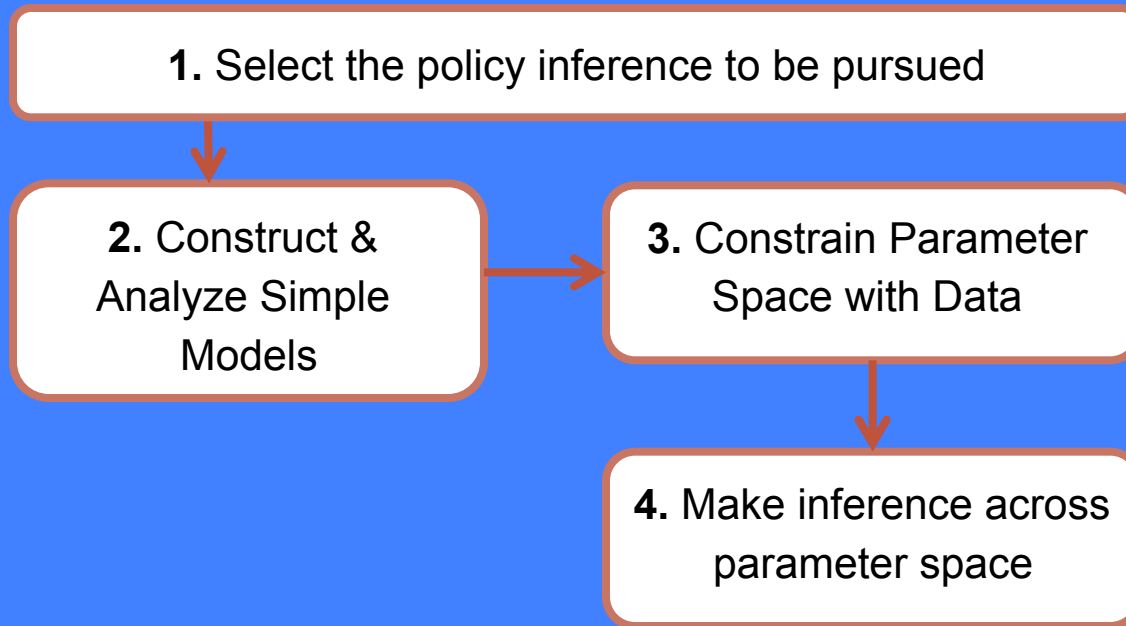 1. Select the policy inference to be pursued
2. Construct &
Analyze Simple
Models
3. Constrain Parameter
Space with Data
4. Make inference across
parameter space